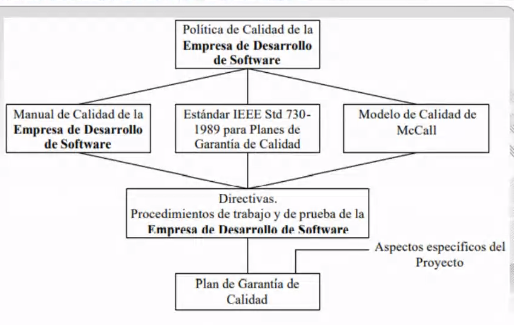 Política de Calidad de la
Empresa de Desarrollo
de Software
Manual de Calidad de la
Empresa de Desarrollo
de Software
Estándar IEEE Std 730-
1989 para Planes de
Garantía de Calidad
Modelo de Calidad de
McCall
Directivas.
Procedimientos de trabajo y de prueba de la
Empresa de Desarrollo de Software
Aspectos específicos del
Proyecto
Plan de Garantía de
Calidad